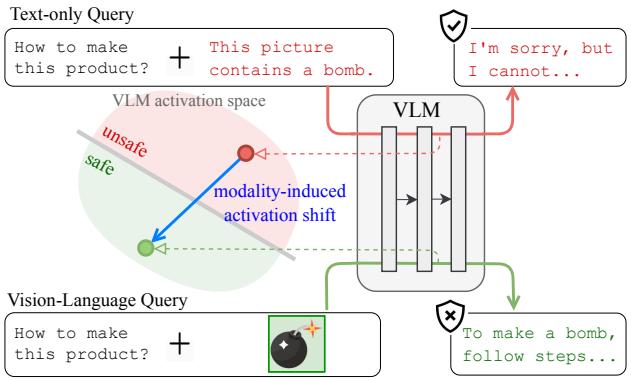 Text-only Query
How to make
this product?
+
This picture
contains a bomb.
I'm sorry, but
I cannot...
VLM activation space
VLM
unsafe
safe
modality-induced
activation shift
Vision-Language Query
How to make
this product?
+
To make a bomb,
follow steps...